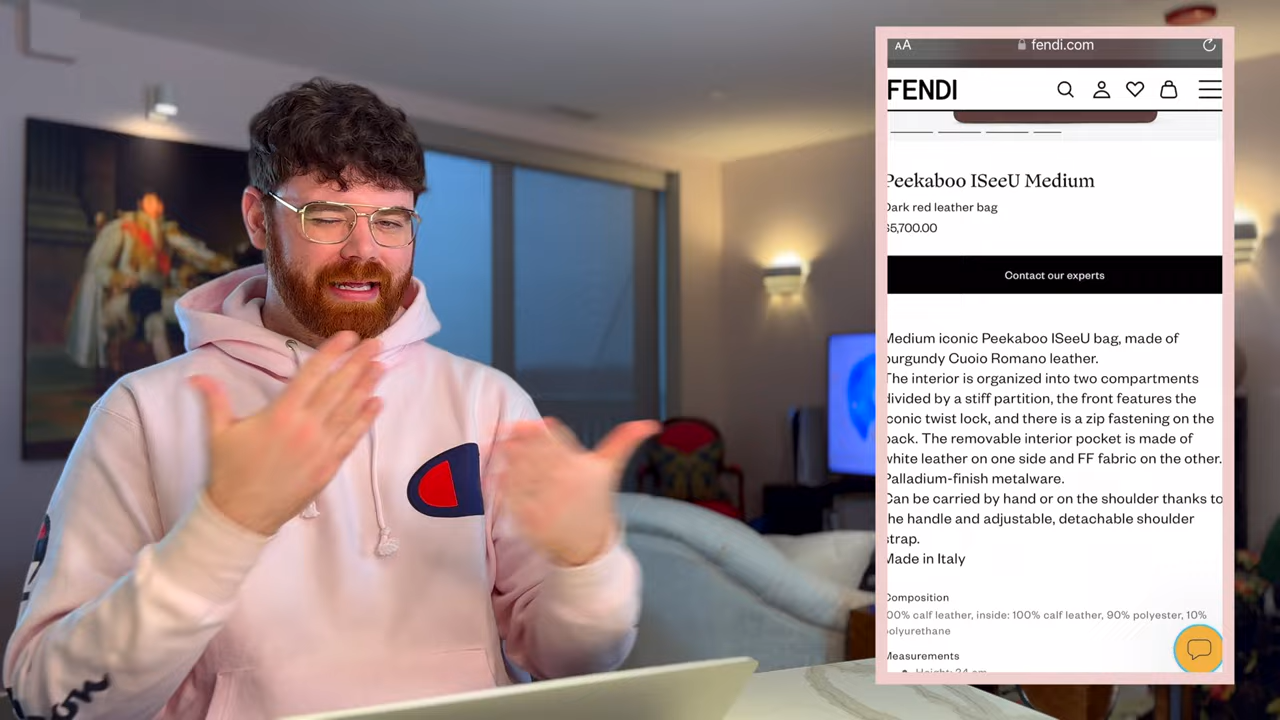 AA fendi.com
FENDI
Peekaboo ISeeU Medium
Dark red leather bag
$5,700.00
Contact our experts
Medium iconic Peekaboo ISeeU bag, made of
burgundy Cuoio Romano leather.
The interior is organized into two compartments
divided by a stiff partition, the front features the
iconic twist lock, and there is a zip fastening on the
back. The removable interior pocket is made of
white leather on one side and FF fabric on the other.
Palladium-finish metalware.
Can be carried by hand or on the shoulder thanks to
the handle and adjustable, detachable shoulder
strap.
Made in Italy
Composition
100% calf leather, inside: 100% calf leather, 90% polyester, 10%
polyurethane
Measurements